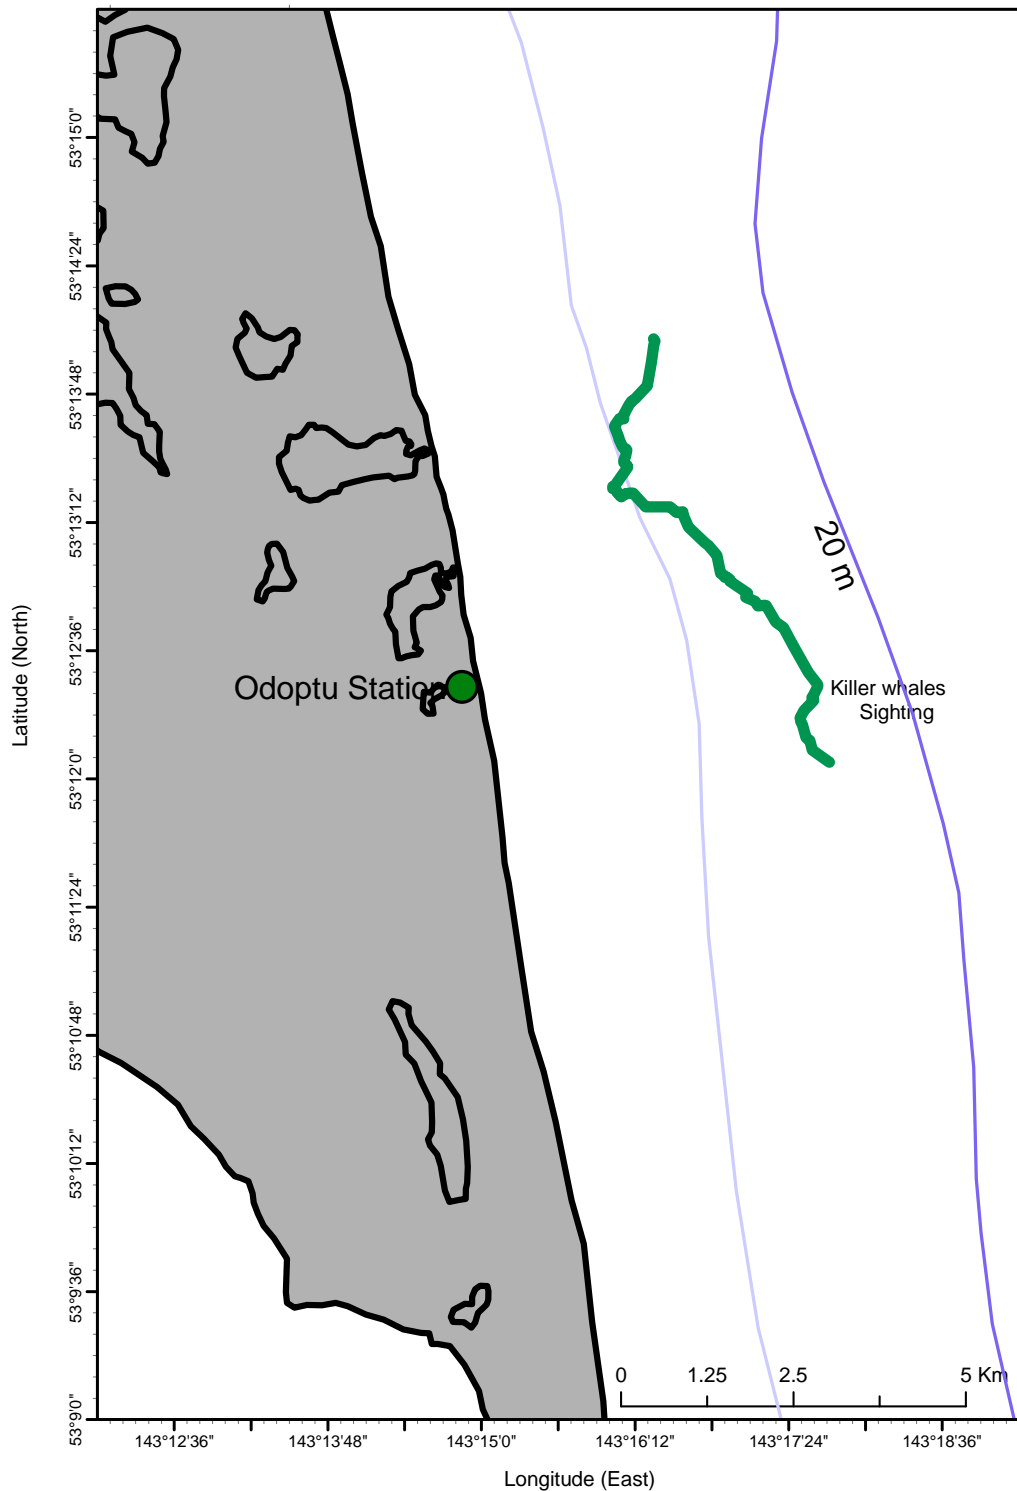 53°15'0"
53°14'24"
53°13'48"
53°13'12"
20 m
53°12'36"
Latitude (North)
Odoptu Station
Killer whales
Sighting
53°12'0"
53°11'24"
53°10'48"
53°10'12"
53°9'36"
0 1.25 2.5 5 Km
53°9'0"
143°12'36" 143°13'48" 143°15'0" 143°16'12" 143°17'24" 143°18'36"
Longitude (East)